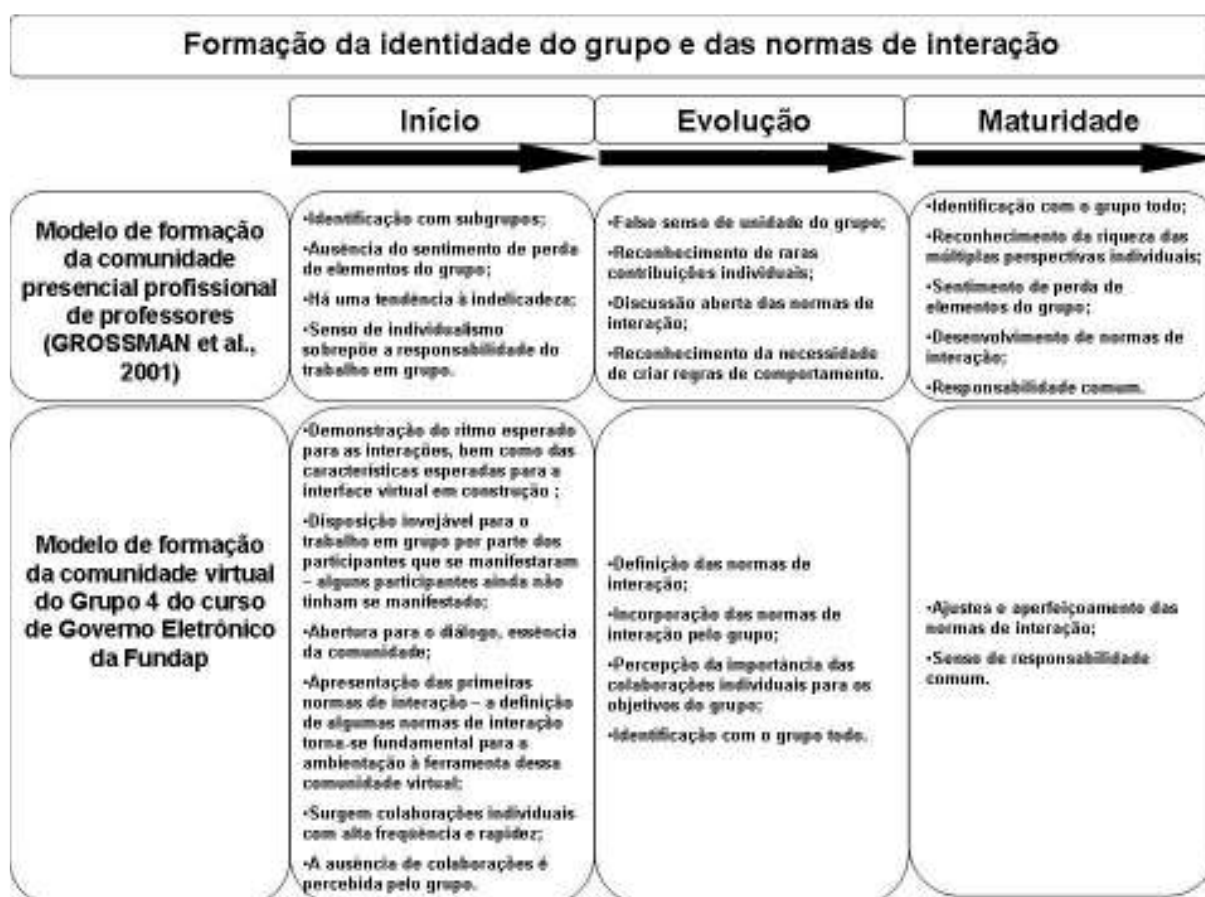 Formação da identidade do grupo e das normas de interação
Início
Evolução
Maturidade
Modelo de formação
da comunidade
presencial profissional
de professores
(GROSSMAN et al.,
2001)
•Identificação com subgrupos;
•Ausência do sentimento de perda
de elementos do grupo;
•Há uma tendência à indelicadeza;
•Senso de individualismo
sobrepõe a responsabilidade do
trabalho em grupo.
•Falso senso de unidade do grupo;
•Reconhecimento de raras
contribuições individuais;
•Discussão aberta das normas de
interação;
•Reconhecimento da necessidade
de criar regras de comportamento.
•Identificação com o grupo todo;
•Reconhecimento da riqueza das
múltiplas perspectivas individuais;
•Sentimento de perda de
elementos do grupo;
•Desenvolvimento de normas de
interação;
•Responsabilidade comum.
Modelo de formação
da comunidade virtual
do Grupo 4 do curso
de Governo Eletrônico
da Fundap
•Demonstração do ritmo esperado
para as interações, bem como das
características esperadas para a
interface virtual em construção ;
•Disposição invejável para o
trabalho em grupo por parte dos
participantes que se manifestaram
– alguns participantes ainda não
tinham se manifestado;
•Abertura para o diálogo, essência
da comunidade;
•Apresentação das primeiras
normas de interação – a definição
de algumas normas de interação
torna-se fundamental para a
ambientação à ferramenta dessa
comunidade virtual;
•Surgem colaborações individuais
com alta freqüência e rapidez;
•A ausência de colaborações é
percebida pelo grupo.
•Definição das normas de
interação;
•Incorporação das normas de
interação pelo grupo;
•Percepção da importância das
colaborações individuais para os
objetivos do grupo;
•Identificação com o grupo todo.
•Ajustes e aperfeiçoamento das
normas de interação;
•Senso de responsabilidade
comum.